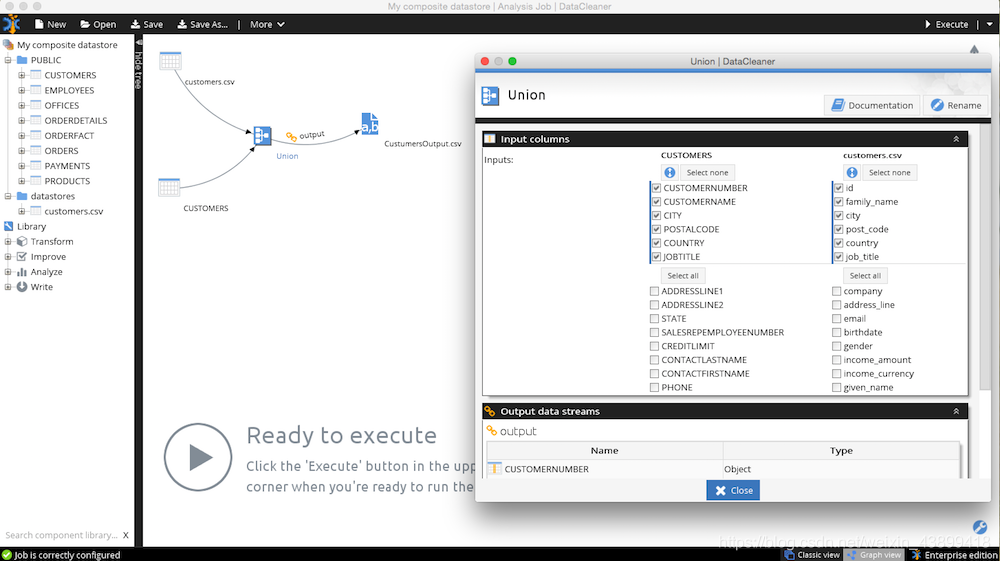 My composite datastore | Analysis Job | DataCleaner
New Open Save Save As... | More Execute
My composite datastore
PUBLIC
CUSTOMERS
EMPLOYEES
OFFICES
ORDERDETAILS
ORDERFACT
ORDERS
PAYMENTS
PRODUCTS
datastores
customers.csv
Library
Transform
Improve
Analyze
Write
Search component library... X
hide tree
customers.csv
output
Union
a,b
CustumersOutput.csv
CUSTOMERS
Ready to execute
Click the 'Execute' button in the upp
corner when you're ready to run the
Union | DataCleaner
Union
Documentation Rename
Input columns
Inputs:
CUSTOMERS
Select none
CUSTOMERNUMBER
CUSTOMERNAME
CITY
POSTALCODE
COUNTRY
JOBTITLE
Select all
ADDRESSLINE1
ADDRESSLINE2
STATE
SALESREPEMPLOYEENUMBER
CREDITLIMIT
CONTACTLASTNAME
CONTACTFIRSTNAME
PHONE
customers.csv
Select none
id
family_name
city
post_code
country
job_title
Select all
company
address_line
email
birthdate
gender
income_amount
income_currency
given_name
Output data streams
output
Name Type
CUSTOMERNUMBER Object
Close
https://blog.csdn.net/weixin_43899418
Job is correctly configured
Classic view Graph view Enterprise edition